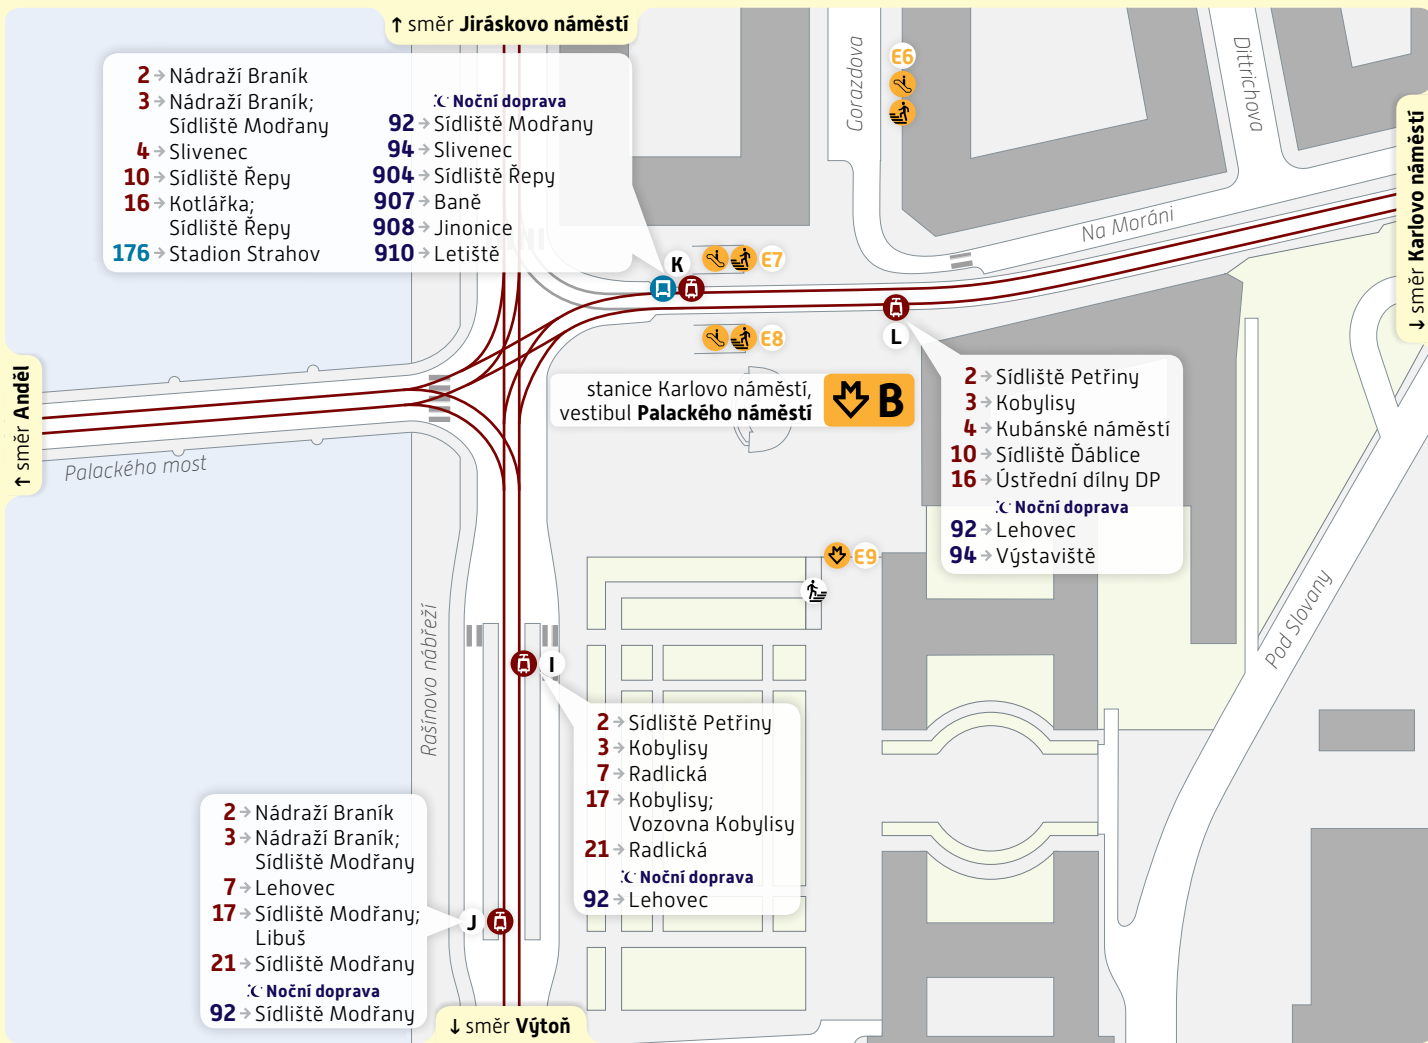 ↑ směr Jiráskovo náměstí
2 → Nádraží Braník
3 → Nádraží Braník;
Sídliště Modřany
4 → Slivenec
10 → Sídliště Řepy
16 → Kotlářka;
Sídliště Řepy
176 → Stadion Strahov
Noční doprava
92 → Sídliště Modřany
94 → Slivenec
904 → Sídliště Řepy
907 → Baně
908 → Jinonice
910 → Letiště
K
E7
E8
E6
Gorazdova
Dittrichova
Na Moráni
↓ směr Karlovo náměstí
↑ směr Anděl
Palackého most
stanice Karlovo náměstí,
vestibul Palackého náměstí
B
L
2 → Sídliště Petřiny
3 → Kobylisy
4 → Kubánské náměstí
10 → Sídliště Ďáblice
16 → Ústřední dílny DP
Noční doprava
92 → Lehovec
94 → Výstaviště
E9
Pod Slovany
Rašínovo nábřeží
I
2 → Sídliště Petřiny
3 → Kobylisy
7 → Radlická
17 → Kobylisy;
Vozovna Kobylisy
21 → Radlická
Noční doprava
92 → Lehovec
J
2 → Nádraží Braník
3 → Nádraží Braník;
Sídliště Modřany
7 → Lehovec
17 → Sídliště Modřany;
Libuš
21 → Sídliště Modřany
Noční doprava
92 → Sídliště Modřany
↓ směr Výtoň